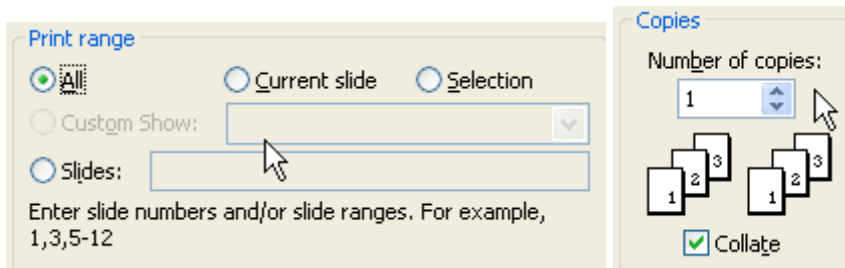 Print range
All Current slide Selection
Custom Show:
Slides:
Enter slide numbers and/or slide ranges. For example,
1,3,5-12
Copies
Number of copies:
1
3 3
2 2
1 1
Collate